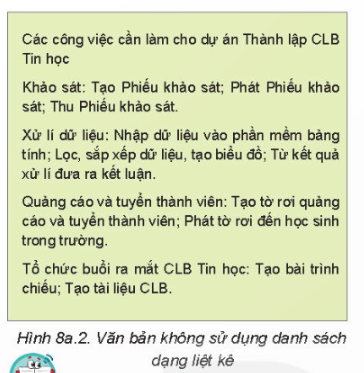 Các công việc cần làm cho dự án Thành lập CLB
Tin học
Khảo sát: Tạo Phiếu khảo sát; Phát Phiếu khảo
sát; Thu Phiếu khảo sát.
Xử lí dữ liệu: Nhập dữ liệu vào phần mềm bảng
tính; Lọc, sắp xếp dữ liệu, tạo biểu đồ; Từ kết quả
xử lí đưa ra kết luận.
Quảng cáo và tuyển thành viên: Tạo tờ rơi quảng
cáo và tuyển thành viên; Phát tờ rơi đến học sinh
trong trường.
Tổ chức buổi ra mắt CLB Tin học: Tạo bài trình
chiếu; Tạo tài liệu CLB.
Hình 8a.2. Văn bản không sử dụng danh sách
dạng liệt kê